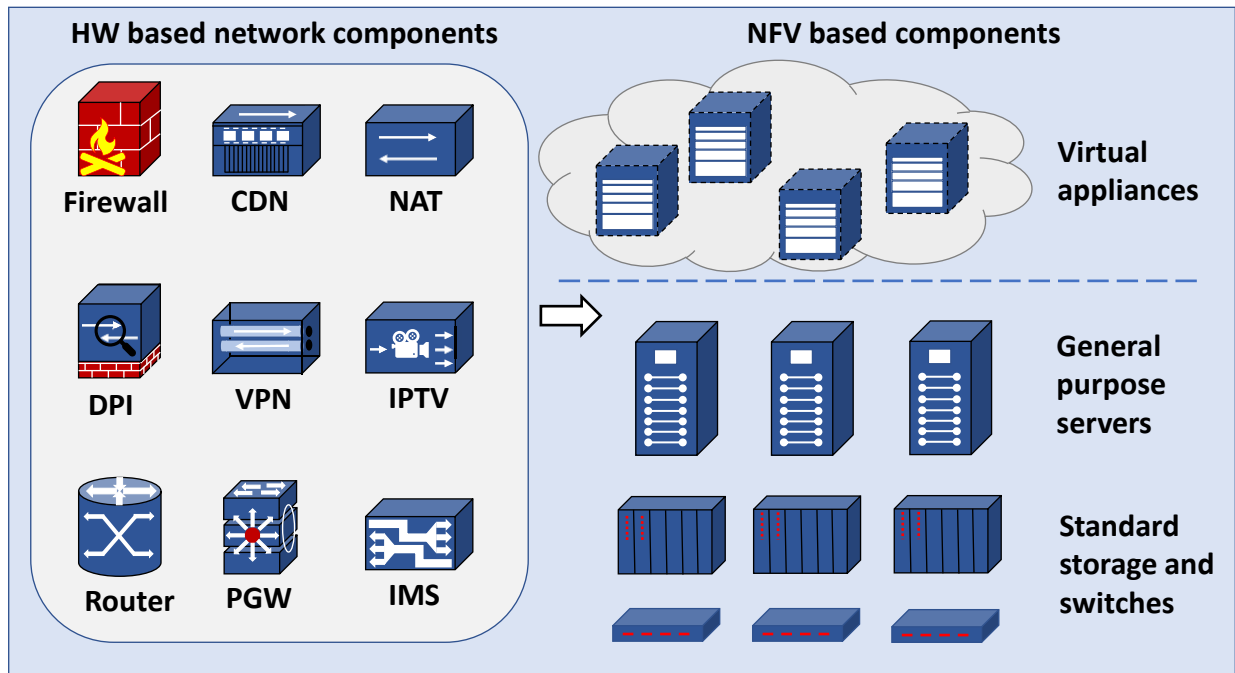 HW based network components
NFV based components
Firewall
CDN
NAT
DPI
VPN
IPTV
Router
PGW
IMS
Virtual
appliances
General
purpose
servers
Standard
storage and
switches